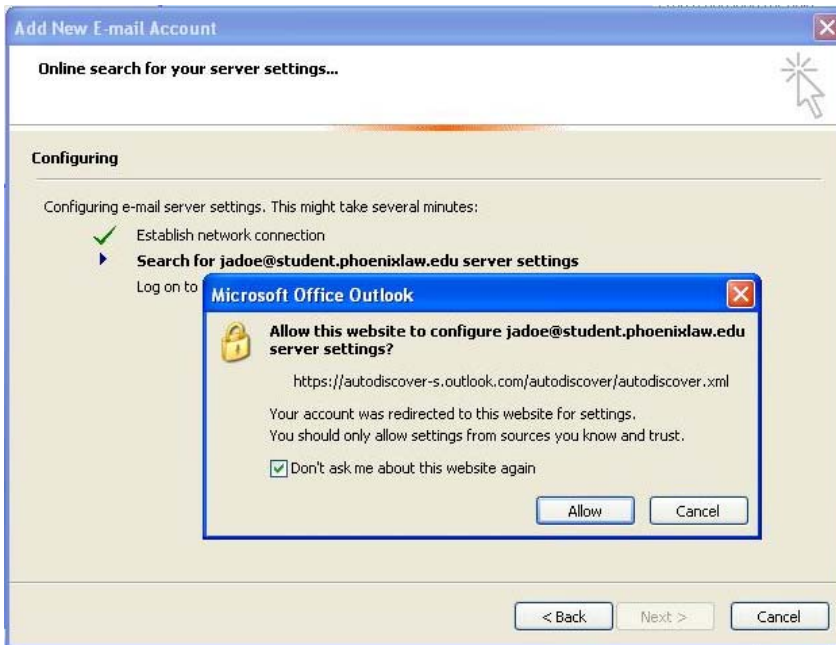 Add New E-mail Account
Online search for your server settings...
Configuring
Configuring e-mail server settings. This might take several minutes:
Establish network connection
Search for jadoe@student.phoenixlaw.edu server settings
Log on to
Microsoft Office Outlook
Allow this website to configure jadoe@student.phoenixlaw.edu
server settings?
https://autodiscover-s.outlook.com/autodiscover/autodiscover.xml
Your account was redirected to this website for settings.
You should only allow settings from sources you know and trust.
Don't ask me about this website again
Allow Cancel
< Back Next > Cancel